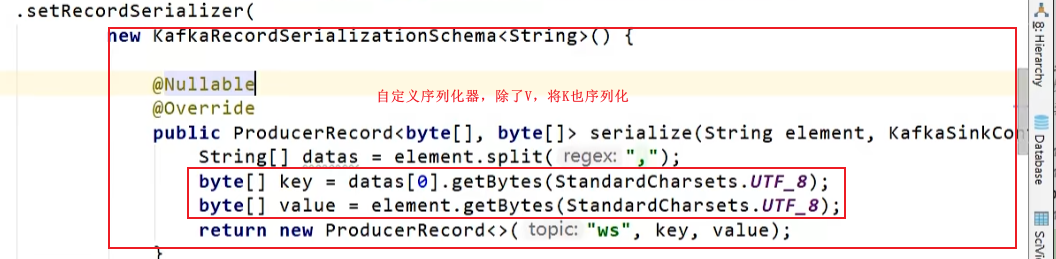 .setRecordSerializer(
new KafkaRecordSerializationSchema<String>() {
@Nullable
自定义序列化器，除了V，将K也序列化
@Override
public ProducerRecord<byte[], byte[]> serialize(String element, KafkaSinkCon
String[] datas = element.split( regex: ",");
byte[] key = datas[0].getBytes(StandardCharsets.UTF_8);
byte[] value = element.getBytes(StandardCharsets.UTF_8);
return new ProducerRecord<>( topic: "ws", key, value);
}
8: Hierarchy
Database
SciVi